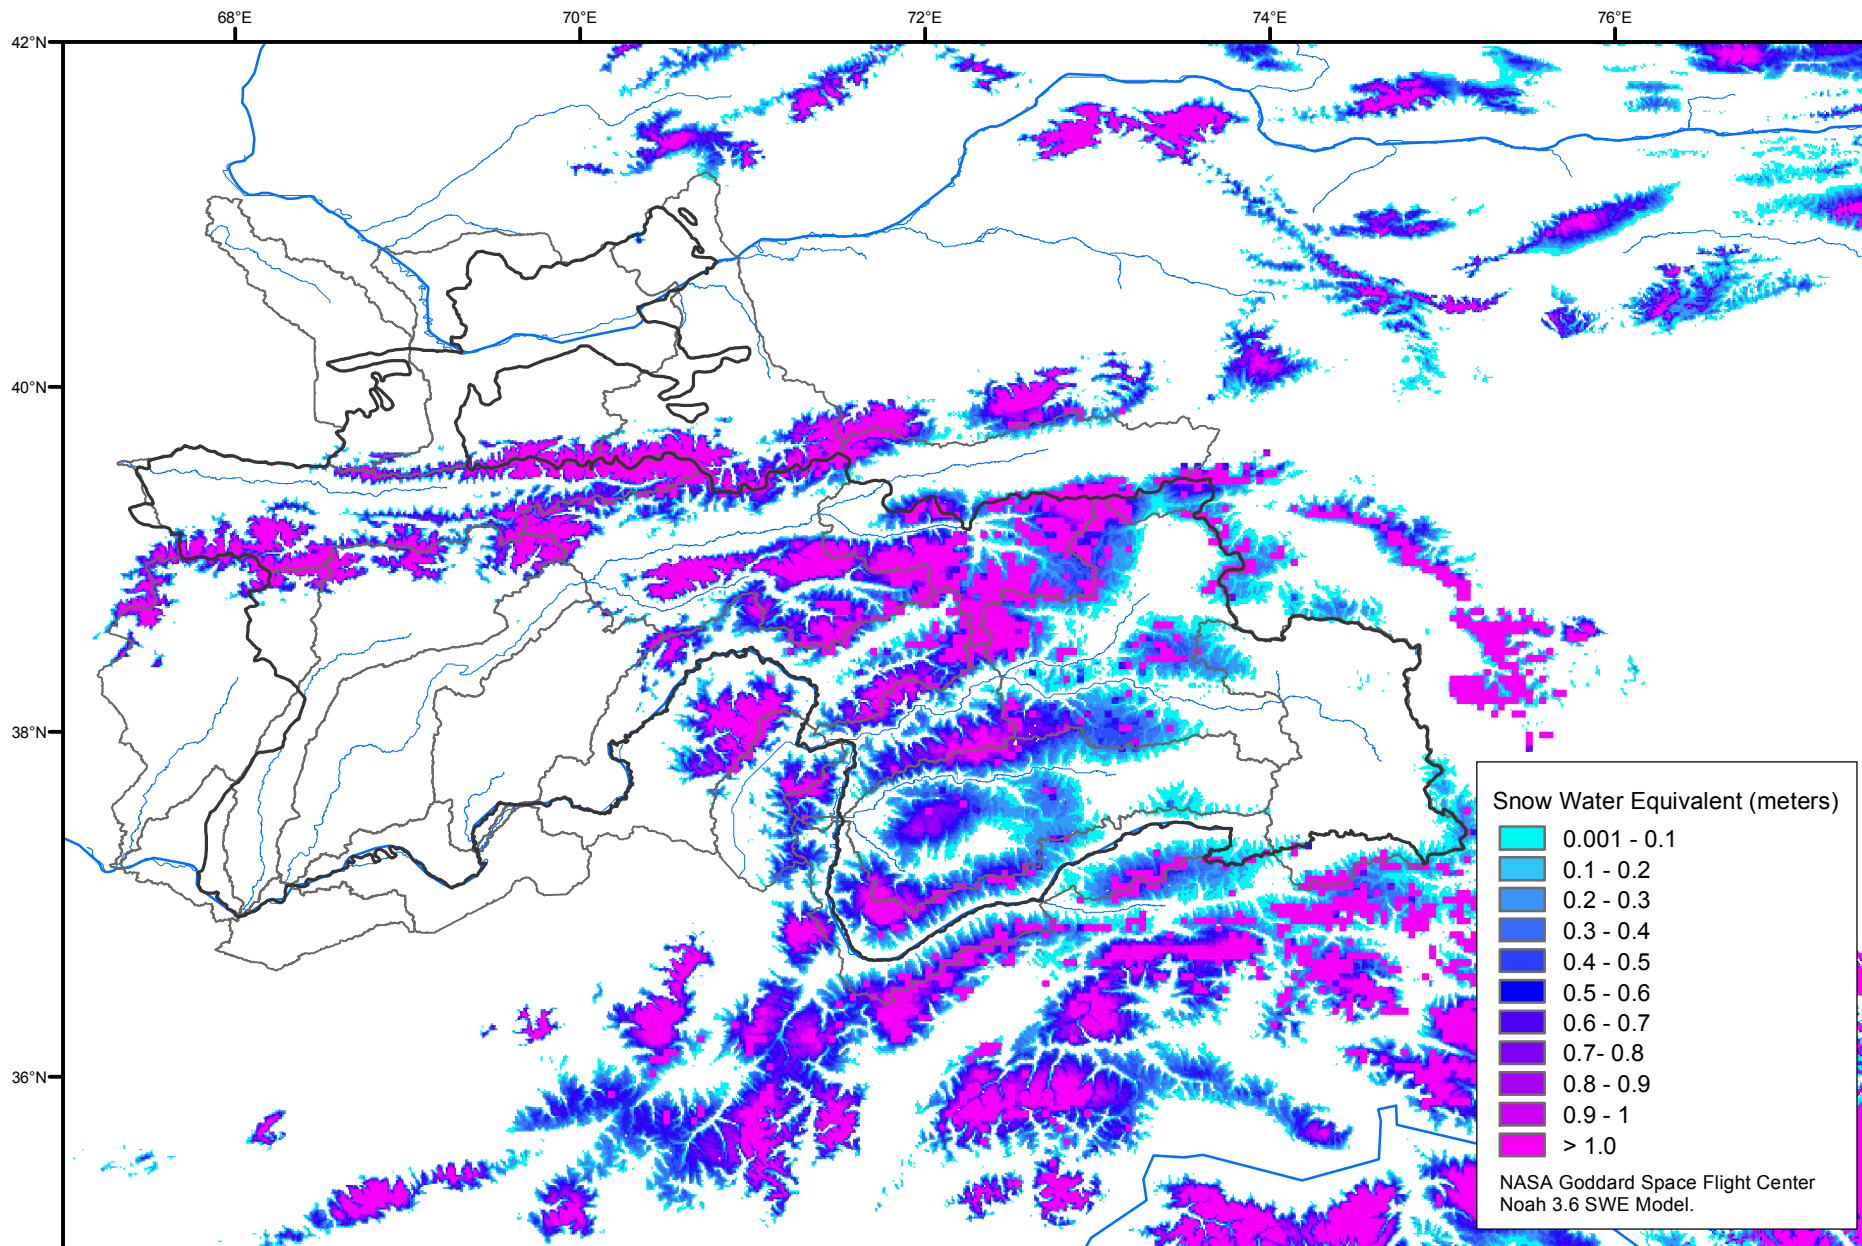 68°E
70°E
72°E
74°E
76°E
42°N
40°N
38°N
36°N
Snow Water Equivalent (meters)
0.001 - 0.1
0.1 - 0.2
0.2 - 0.3
0.3 - 0.4
0.4 - 0.5
0.5 - 0.6
0.6 - 0.7
0.7- 0.8
0.8 - 0.9
0.9 - 1
> 1.0
NASA Goddard Space Flight Center
Noah 3.6 SWE Model.